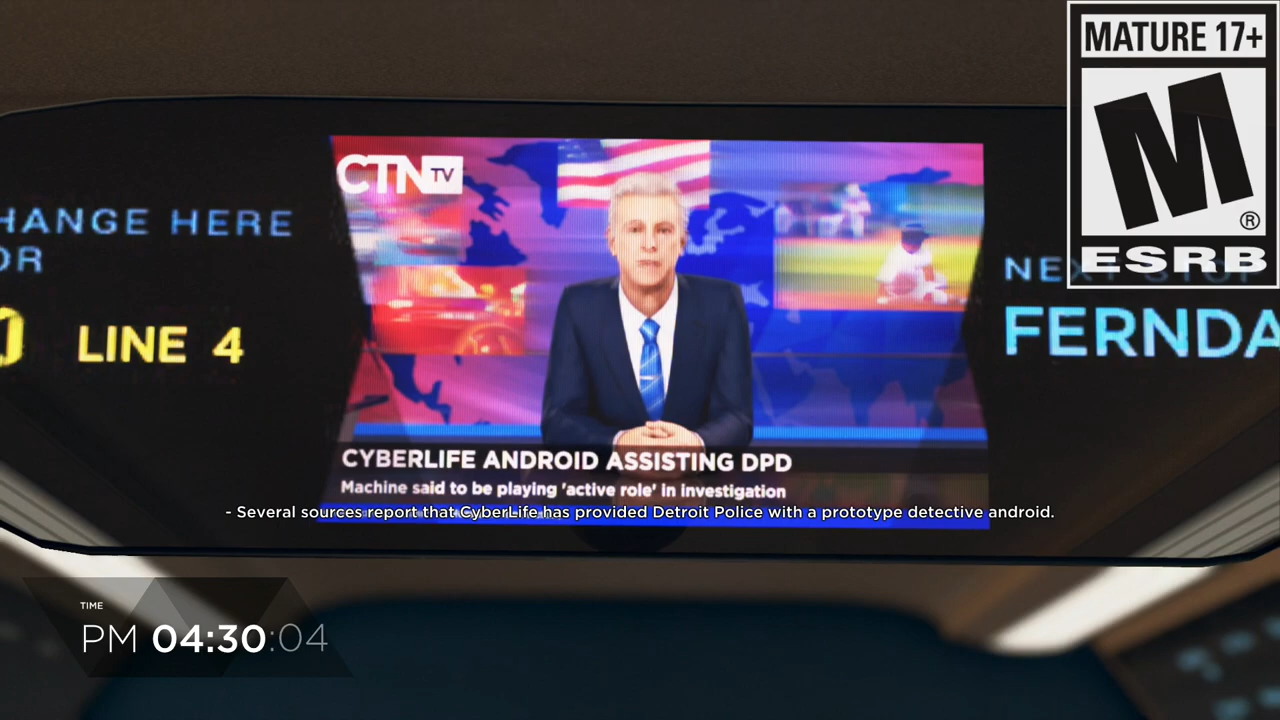 MATURE 17+
M
®
ESRB
CTN TV
HANGE HERE
OR
LINE 4
FERNDA
CYBERLIFE ANDROID ASSISTING DPD
Machine said to be playing 'active role' in investigation
- Several sources report that CyberLife has provided Detroit Police with a prototype detective android.
TIME
PM 04:30:04